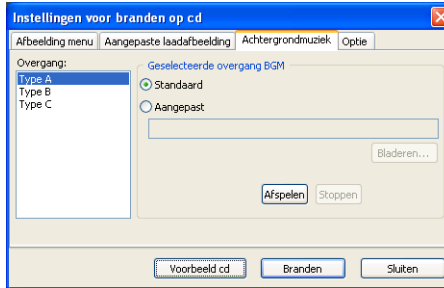 Instellingen voor branden op cd
Afbeelding menu Aangepaste laadafbeelding Achtergrondmuziek Optie
Overgang:
Type A
Type B
Type C
Geselecteerde overgang BGM
Standaard
Aangepast
Bladeren...
Afspelen Stoppen
Voorbeeld cd Branden Sluiten